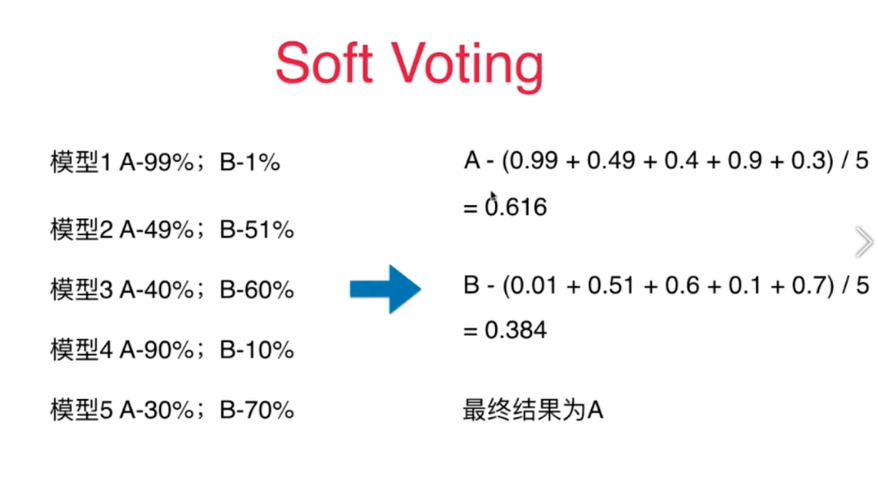 Soft Voting
模型1 A-99%；B-1%
模型2 A-49%；B-51%
模型3 A-40%；B-60%
模型4 A-90%；B-10%
模型5 A-30%；B-70%
A - (0.99 + 0.49 + 0.4 + 0.9 + 0.3) / 5
= 0.616
B - (0.01 + 0.51 + 0.6 + 0.1 + 0.7) / 5
= 0.384
最终结果为A